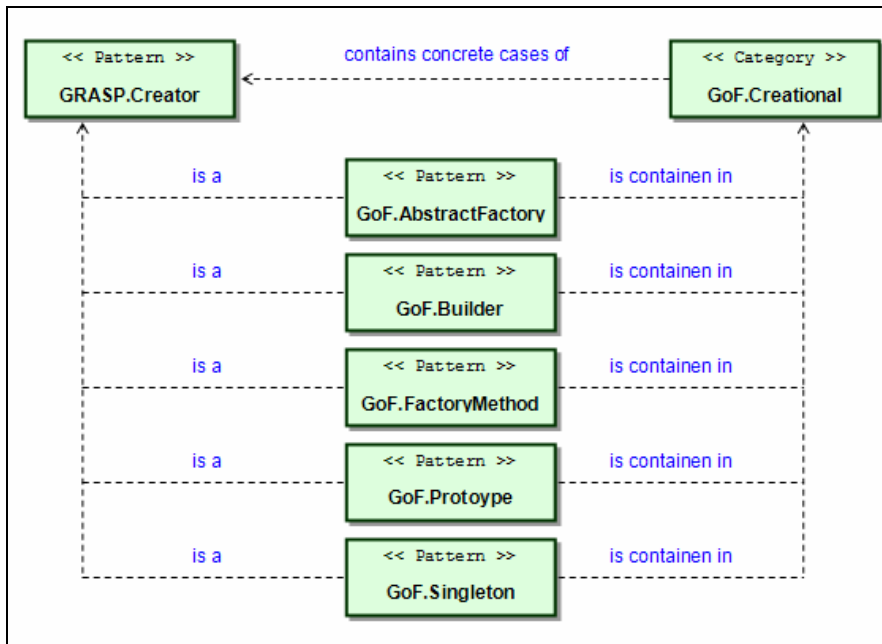 << Pattern >>
GRASP.Creator
contains concrete cases of
<< Category >>
GoF.Creational
is a
<< Pattern >>
GoF.AbstractFactory
is containen in
is a
<< Pattern >>
GoF.Builder
is containen in
is a
<< Pattern >>
GoF.FactoryMethod
is containen in
is a
<< Pattern >>
GoF.Protoype
is containen in
is a
<< Pattern >>
GoF.Singleton
is containen in